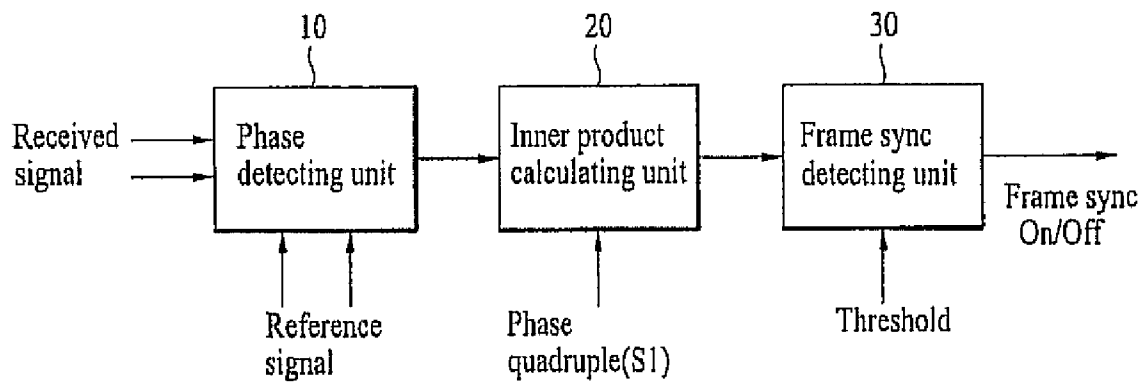 10
20
30
Received
signal
Phase
detecting unit
Inner product
calculating unit
Frame sync
detecting unit
Frame sync
On/Off
Reference
signal
Phase
quadruple(S1)
Threshold